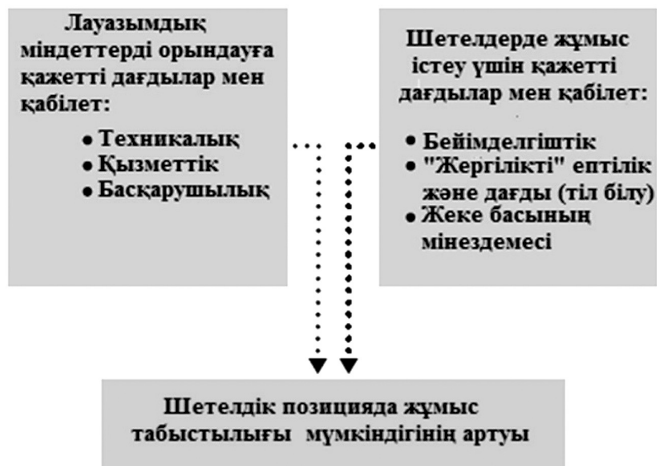 Лауазымдық
міндеттерді орындауға
қажетті дағдылар мен
қабілет:
• Техникалық
• Қызметтік
• Басқарушылық
Шетелдерде жұмыс
істеу үшін қажетті
дағдылар мен қабілет:
• Бейімделгіштік
• "Жергілікті" ептілік
және дағды (тіл білу)
• Жеке басының
мінездемесі
Шетелдік позицияда жұмыс
табыстылығы мүмкіндігінің артуы